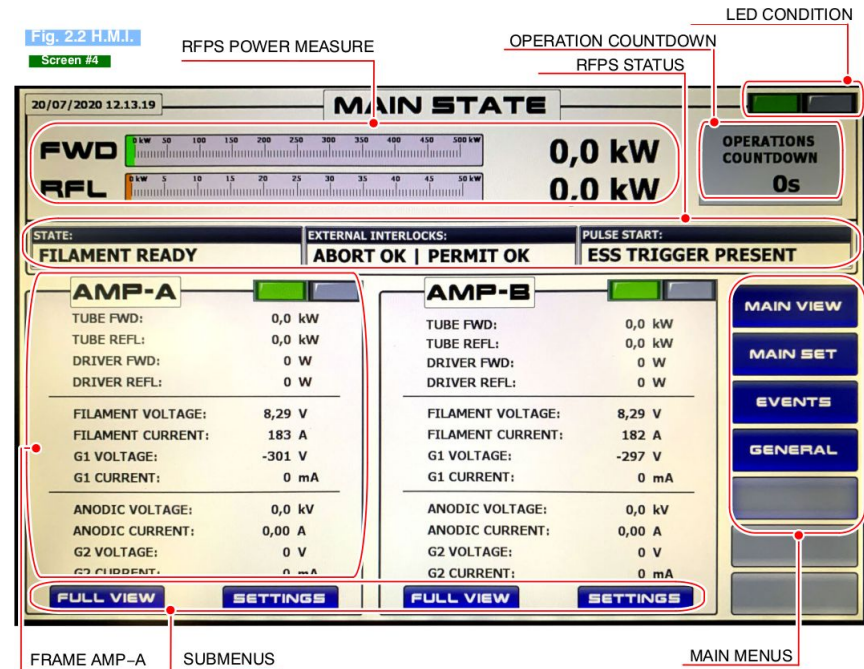 LED CONDITION
Fig. 2.2 H.M.I.
OPERATION COUNTDOWN
RFPS POWER MEASURE
Screen #4
RFPS STATUS
20/07/2020 12.13.19
MAIN STATE
FWD
0 kW 50 100 150 200 250 300 350 400 450 500 kW
0,0 kW
OPERATIONS
COUNTDOWN
RFL
0 kW 5 10 15 20 25 30 35 40 45 50 kW
0,0 kW
0s
STATE: EXTERNAL INTERLOCKS: PULSE START:
FILAMENT READY ABORT OK | PERMIT OK ESS TRIGGER PRESENT
AMP-A
TUBE FWD: 0,0 kW
TUBE REFL: 0,0 kW
DRIVER FWD: 0 W
DRIVER REFL: 0 W
FILAMENT VOLTAGE: 8,29 V
FILAMENT CURRENT: 183 A
G1 VOLTAGE: -301 V
G1 CURRENT: 0 mA
ANODIC VOLTAGE: 0,0 kV
ANODIC CURRENT: 0,00 A
G2 VOLTAGE: 0 V
G2 CURRENT: 0 mA
FULL VIEW SETTINGS
AMP-B
TUBE FWD: 0,0 kW
TUBE REFL: 0,0 kW
DRIVER FWD: 0 W
DRIVER REFL: 0 W
FILAMENT VOLTAGE: 8,29 V
FILAMENT CURRENT: 182 A
G1 VOLTAGE: -297 V
G1 CURRENT: 0 mA
ANODIC VOLTAGE: 0,0 kV
ANODIC CURRENT: 0,00 A
G2 VOLTAGE: 0 V
G2 CURRENT: 0 mA
FULL VIEW SETTINGS
MAIN VIEW
MAIN SET
EVENTS
GENERAL
FRAME AMP-A
SUBMENUS
MAIN MENUS